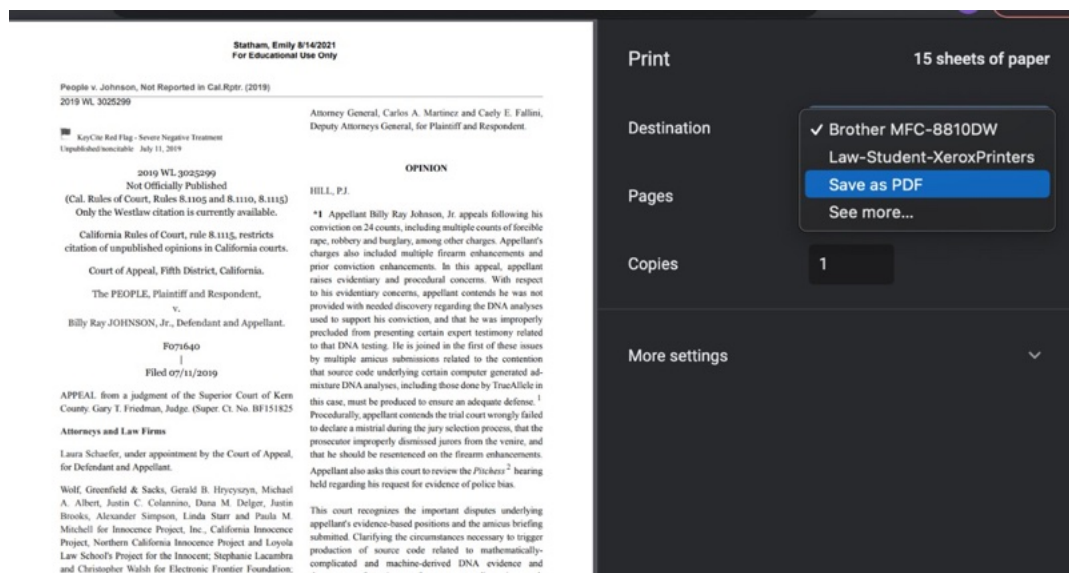 Statham, Emily 8/14/2021
For Educational Use Only
People v. Johnson, Not Reported in Cal.Rptr. (2019)
2019 WL 3025299
KeyCite Red Flag - Severe Negative Treatment
Unpublished/noncitable July 11, 2019
2019 WL 3025299
Not Officially Published
(Cal. Rules of Court, Rules 8.1105 and 8.1110, 8.1115)
Only the Westlaw citation is currently available.
California Rules of Court, rule 8.1115, restricts
citation of unpublished opinions in California courts.
Court of Appeal, Fifth District, California.
The PEOPLE, Plaintiff and Respondent,
v.
Billy Ray JOHNSON, Jr., Defendant and Appellant.
F071640
|
Filed 07/11/2019
APPEAL from a judgment of the Superior Court of Kern
County. Gary T. Friedman, Judge. (Super. Ct. No. BF151825
Attorneys and Law Firms
Laura Schaefer, under appointment by the Court of Appeal,
for Defendant and Appellant.
Wolf, Greenfield & Sacks, Gerald B. Hrycyszyn, Michael
A. Albert, Justin C. Colannino, Dana M. Delger, Justin
Brooks, Alexander Simpson, Linda Starr and Paula M.
Mitchell for Innocence Project, Inc., California Innocence
Project, Northern California Innocence Project and Loyola
Law School's Project for the Innocent; Stephanie Lacambra
and Christopher Walsh for Electronic Frontier Foundation;
Attorney General, Carlos A. Martinez and Caely E. Fallini,
Deputy Attorneys General, for Plaintiff and Respondent.
OPINION
HILL, P.J.
*1 Appellant Billy Ray Johnson, Jr. appeals following his
conviction on 24 counts, including multiple counts of forcible
rape, robbery and burglary, among other charges. Appellant's
charges also included multiple firearm enhancements and
prior conviction enhancements. In this appeal, appellant
raises evidentiary and procedural concerns. With respect
to his evidentiary concerns, appellant contends he was not
provided with needed discovery regarding the DNA analyses
used to support his conviction, and that he was improperly
precluded from presenting certain expert testimony related
to that DNA testing. He is joined in the first of these issues
by multiple amicus submissions related to the contention
that source code underlying certain computer generated ad-
mixture DNA analyses, including those done by TrueAllele in
this case, must be produced to ensure an adequate defense. 1
Procedurally, appellant contends the trial court wrongly failed
to declare a mistrial during the jury selection process, that the
prosecutor improperly dismissed jurors from the venire, and
that he should be resentenced on the firearm enhancements.
Appellant also asks this court to review the Pitchess 2 hearing
held regarding his request for evidence of police bias.
This court recognizes the important disputes underlying
appellant's evidence-based positions and the amicus briefing
submitted. Clarifying the circumstances necessary to trigger
production of source code related to mathematically-
complicated and machine-derived DNA evidence and
Print
15 sheets of paper
Destination
✓ Brother MFC-8810DW
Law-Student-XeroxPrinters
Save as PDF
See more...
Pages
Copies
1
More settings